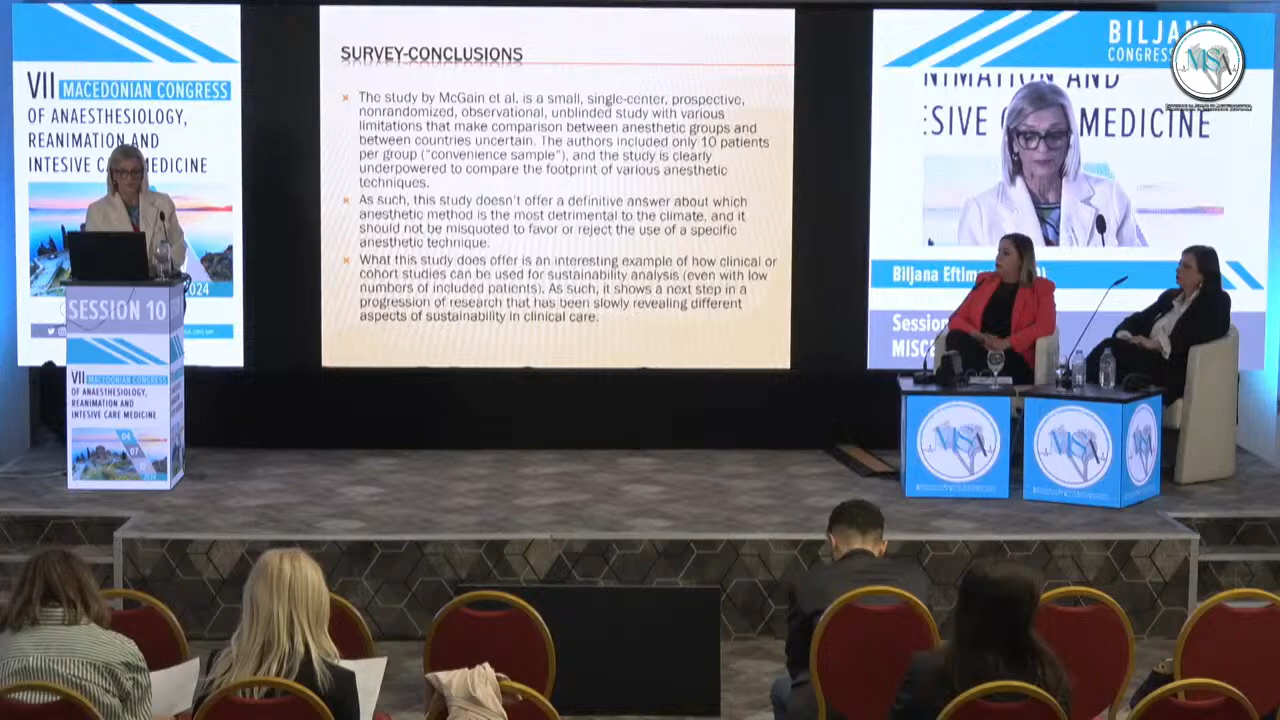 VII MACEDONIAN CONGRESS
OF ANAESTHESIOLOGY,
REANIMATION AND
INTESIVE CARE MEDICINE
2024
SESSION 10
VII MACEDONIAN CONGRESS
OF ANAESTHESIOLOGY,
REANIMATION AND
INTESIVE CARE MEDICINE
04
07
SURVEY-CONCLUSIONS
The study by McGain et al. is a small, single-center, prospective,
nonrandomized, observational, unblinded study with various
limitations that make comparison between anesthetic groups and
between countries uncertain. The authors included only 10 patients
per group ("convenience sample"), and the study is clearly
underpowered to compare the footprint of various anesthetic
techniques.
As such, this study doesn't offer a definitive answer about which
anesthetic method is the most detrimental to the climate, and it
should not be misquoted to favor or reject the use of a specific
anesthetic technique.
What this study does offer is an interesting example of how clinical or
cohort studies can be used for sustainability analysis (even with low
numbers of included patients). As such, it shows a next step in a
progression of research that has been slowly revealing different
aspects of sustainability in clinical care.
BILJANA
CONGRESS
NIMATION AND
ESIVE C MEDICINE
Biljana Eftim
Session
MISC
MSA
MSA
MSA